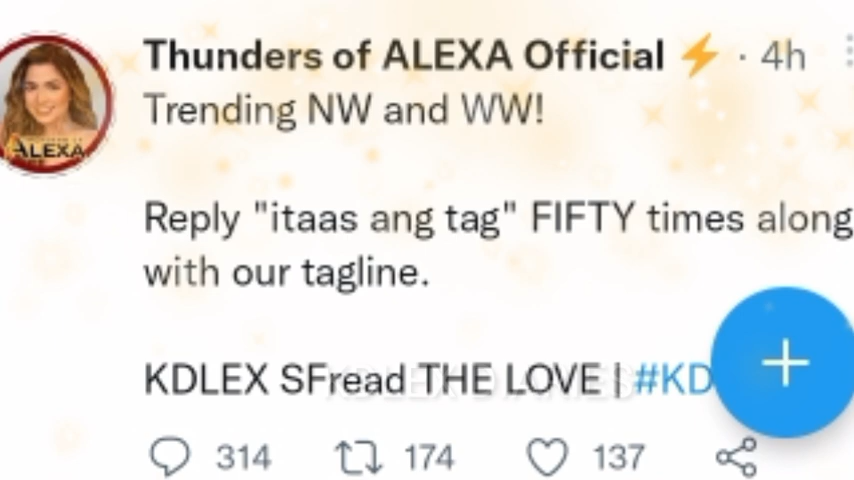 Thunders of ALEXA Official ⚡ · 4h
Trending NW and WW!
Reply "itaas ang tag" FIFTY times along
with our tagline.
KDLEX SFread THE LOVE | #KD
314 174 137
ALEXA